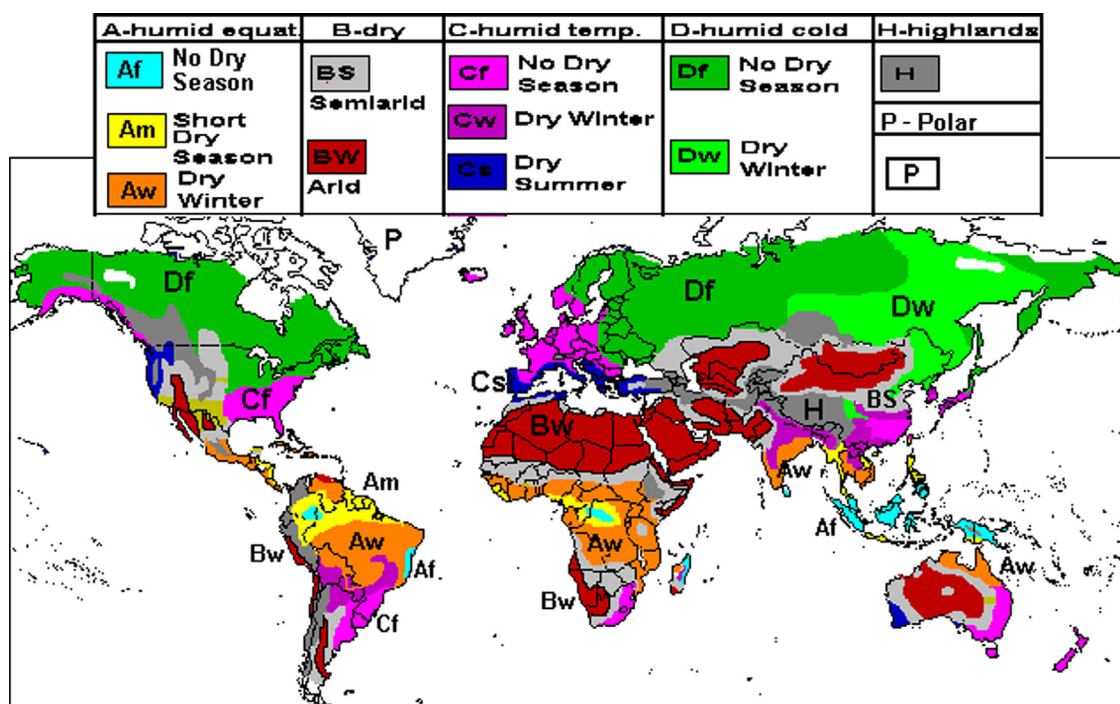 A-humid equat.
B-dry
C-humid temp.
D-humid cold
H-highlands
Af
No Dry
Season
Am
Short
Dry
Season
Aw
Dry
Winter
BS
Semiarid
BW
Arid
Cf
No Dry
Season
Cw
Dry Winter
Cs
Dry
Summer
Df
No Dry
Season
Dw
Dry
Winter
H
P - Polar
P
P
Df
Df
Dw
Cs
Cf
Bw
H
BS
Am
Aw
Aw
Af
Aw
Bw
Af
Aw
Bw
Cf